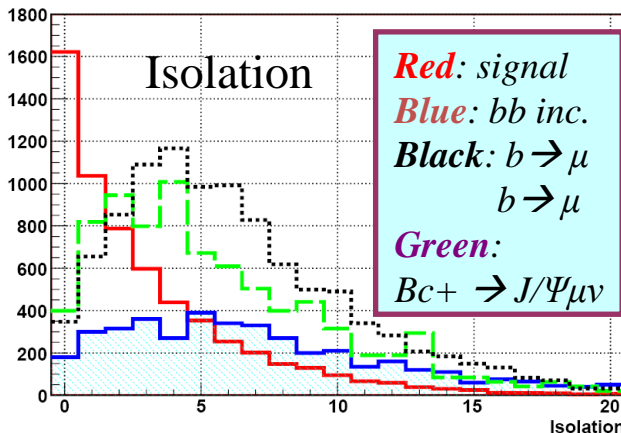 Isolation
Red: signal
Blue: bb inc.
Black: b→μ
b→μ
Green:
Bc+ → J/Ψμν
1800
1600
1400
1200
1000
800
600
400
200
0
0
5
10
15
20
Isolation